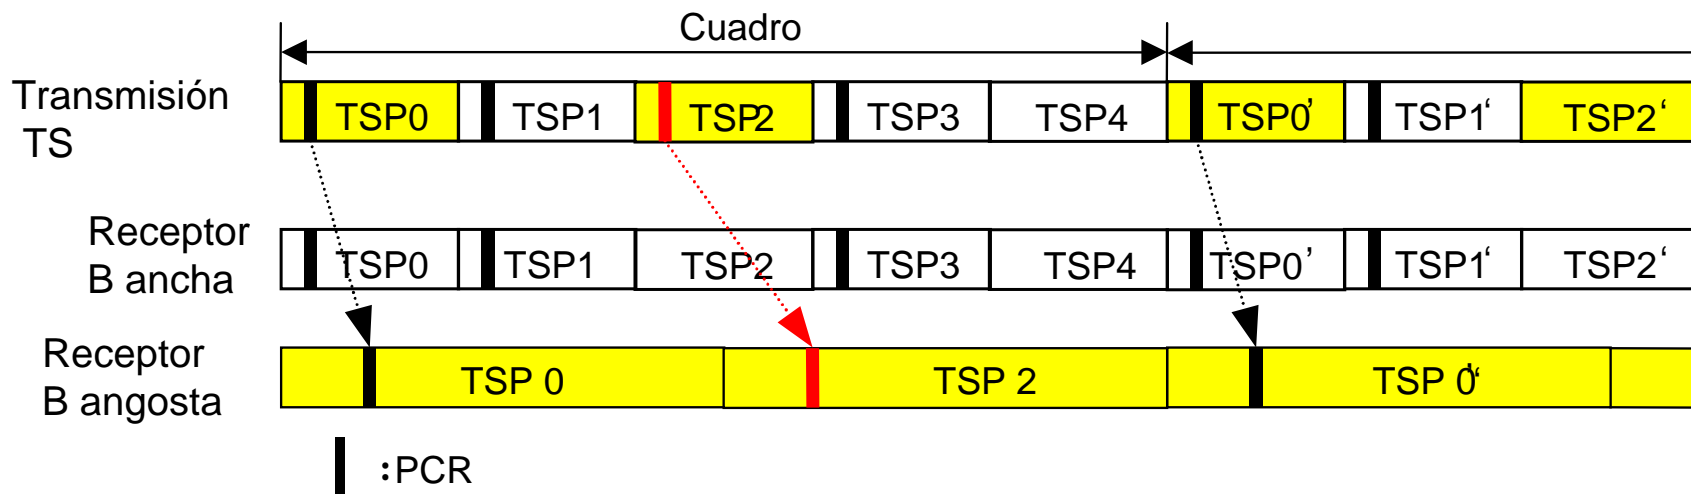 Cuadro
Transmisión TS
TSP0 TSP1 TSP2 TSP3 TSP4 TSP0’ TSP1‘ TSP2‘
Receptor B ancha
TSP0 TSP1 TSP2 TSP3 TSP4 TSP0’ TSP1‘ TSP2‘
Receptor B angosta
TSP 0 TSP 2 TSP 0’‘
:PCR